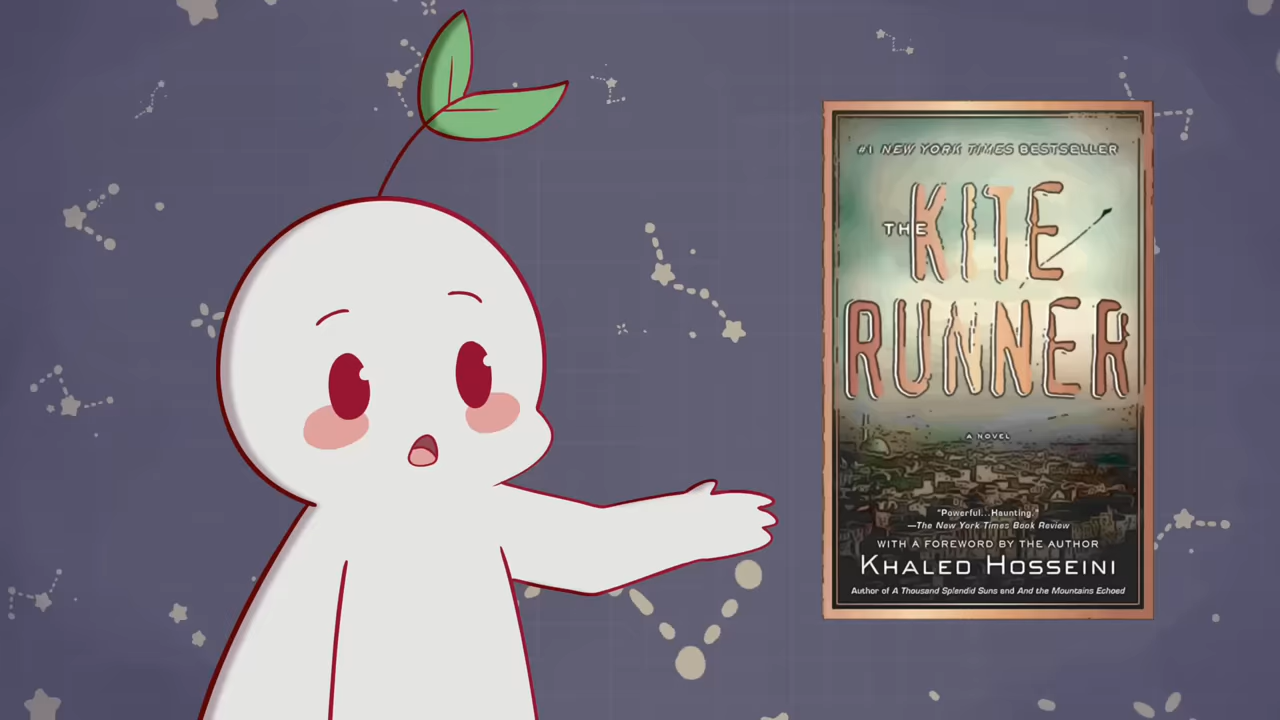 #1 NEW YORK TIMES BESTSELLER
THE KITE
RUNNER
A NOVEL
"Powerful...Haunting."
—The New York Times Book Review
WITH A FOREWORD BY THE AUTHOR
KHALED HOSSEINI
Author of A Thousand Splendid Suns and And the Mountains Echoed